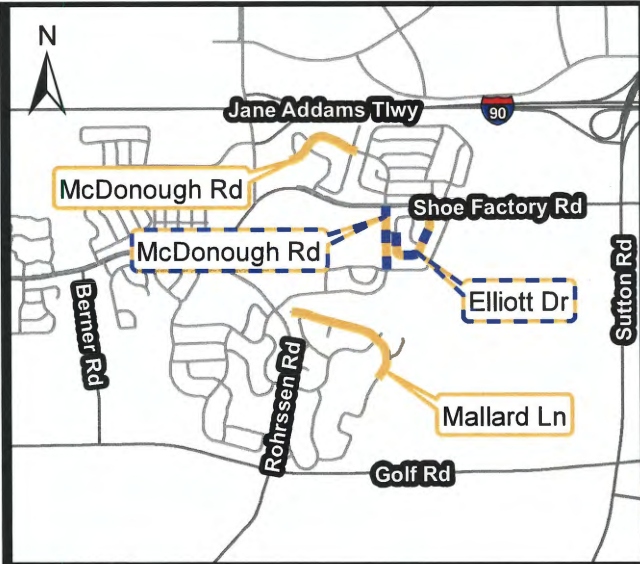 N
Jane Addams Tlwy
90
McDonough Rd
Shoe Factory Rd
McDonough Rd
Elliott Dr
Sutton Rd
Berner Rd
Rohrssen Rd
Mallard Ln
Golf Rd